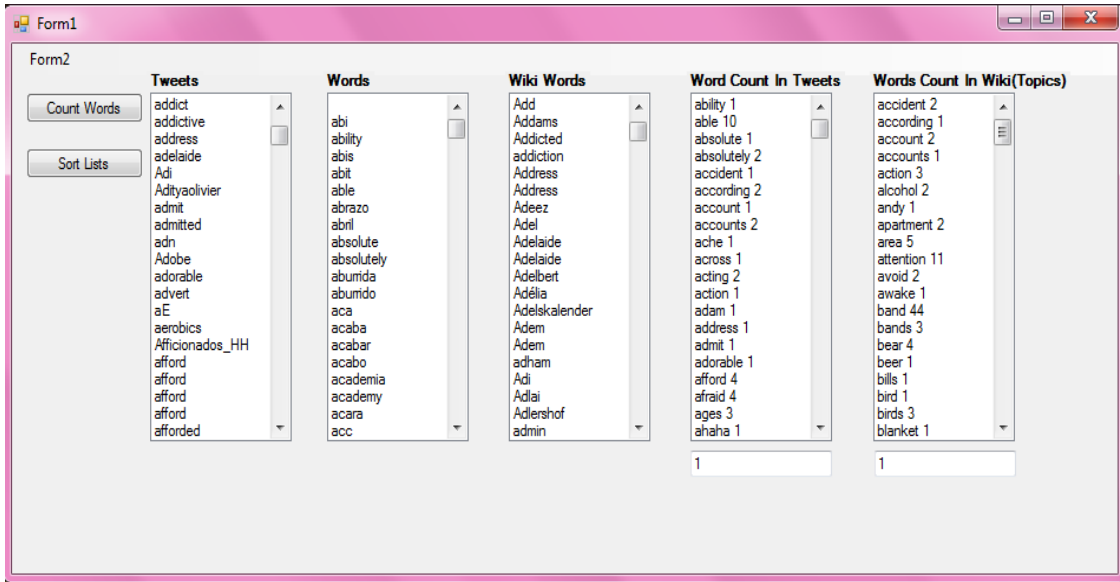 Form1
Form2
Count Words
Sort Lists
Tweets
addict
addictive
address
adelaide
Adi
Adityaolivier
admit
admitted
adn
Adobe
adorable
advert
aE
aerobics
Afficionados_HH
afford
afford
afford
afford
afforded
Words
abi
ability
abis
abit
able
abrazo
abril
absolute
absolutely
aburrida
aburrido
aca
acaba
acabar
acabo
academia
academy
acara
acc
Wiki Words
Add
Addams
Addicted
addiction
Address
Address
Adeez
Adel
Adelaide
Adelaide
Adelbert
Adélia
Adelskalender
Adem
Adem
adham
Adi
Adlai
Adlershof
admin
Word Count In Tweets
ability 1
able 10
absolute 1
absolutely 2
accident 1
according 2
account 1
accounts 2
ache 1
across 1
acting 2
action 1
adam 1
address 1
admit 1
adorable 1
afford 4
afraid 4
ages 3
ahaha 1
1
Words Count In Wiki(Topics)
accident 2
according 1
account 2
accounts 1
action 3
alcohol 2
andy 1
apartment 2
area 5
attention 11
avoid 2
awake 1
band 44
bands 3
bear 4
beer 1
bills 1
bird 1
birds 3
blanket 1
1